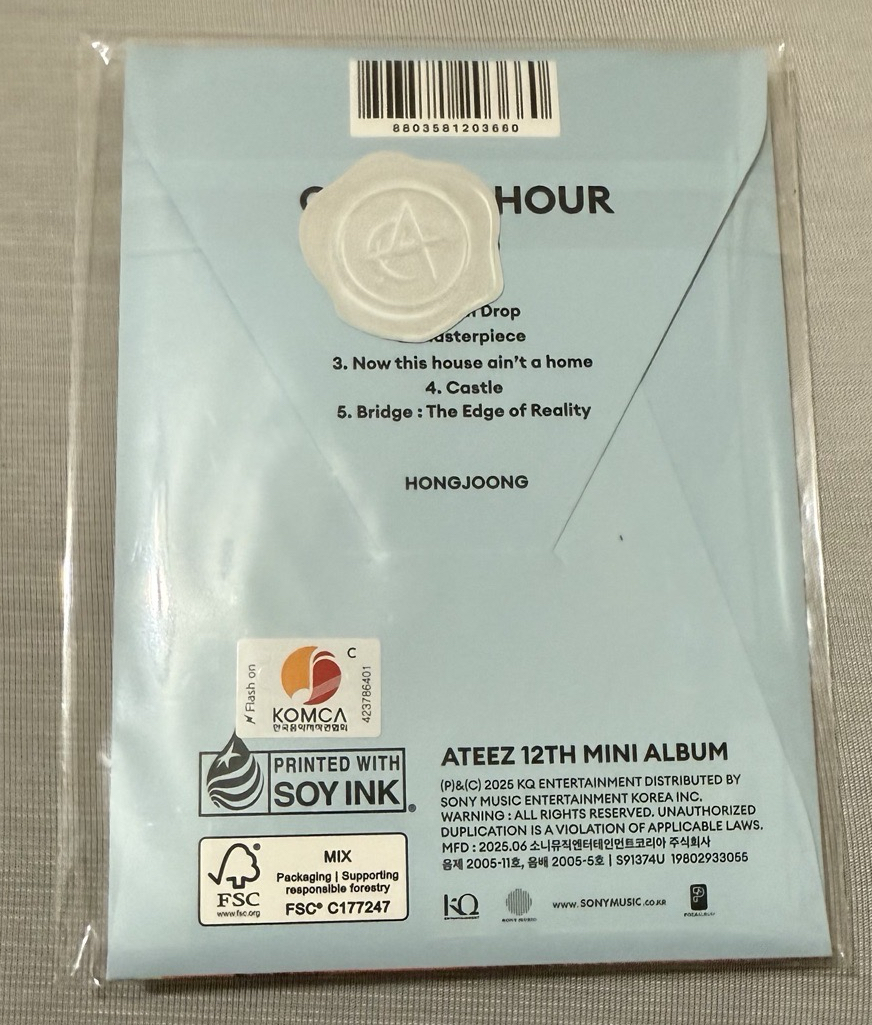 8803581203660
HOUR
Drop
3. Now this house ain't a home
4. Castle
5. Bridge : The Edge of Reality
HONGJOONG
Flash on
C
423786401
KOMCA
한국음악저작권협회
PRINTED WITH
SOY INK
®
FSC
www.fsc.org
MIX
Packaging | Supporting
responsible forestry
FSC® C177247
ATEEZ 12TH MINI ALBUM
(P)&(C) 2025 KQ ENTERTAINMENT DISTRIBUTED BY
SONY MUSIC ENTERTAINMENT KOREA INC.
WARNING : ALL RIGHTS RESERVED. UNAUTHORIZED
DUPLICATION IS A VIOLATION OF APPLICABLE LAWS.
MFD : 2025.06 소니뮤직엔터테인먼트코리아 주식회사
음제 2005-11호, 음배 2005-5호 | S91374U 19802933055
KQ
SONY MUSIC
www.SONYMUSIC.co.kr
POCAALBUM